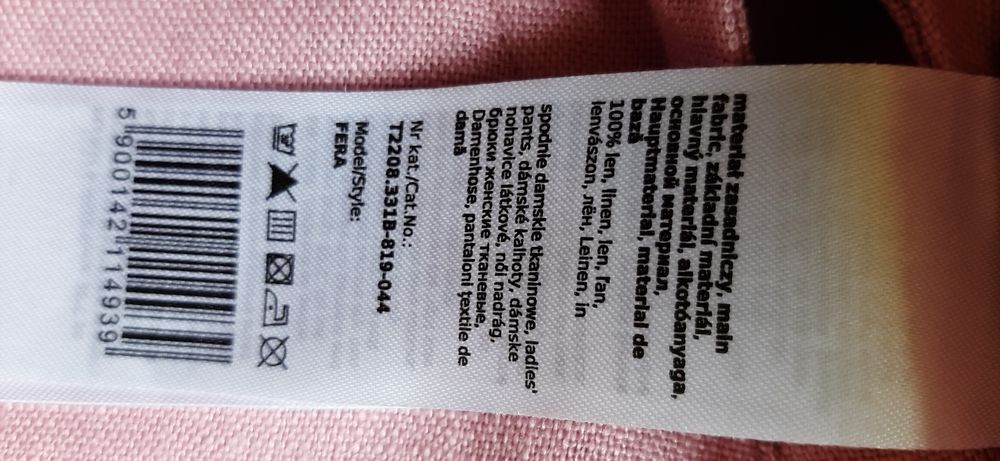 materiał zasadniczy, main
fabric, základní materiál,
hlavný materiál, alkotóanyaga,
основной материал,
Hauptmaterial, material de
bază
100% len, linen, len, ľan,
lenvászon, лён, Leinen, in
spodnie damskie tkaninowe, ladies'
pants, dámské kalhoty, dámske
nohavice látkové, női nadrág,
брюки женские тканевые,
Damenhose, pantaloni țextile de
damă
Nr kat./Cat.No.:
T2208.331B-819-044
Model/Style:
FERA
5 900142 114939